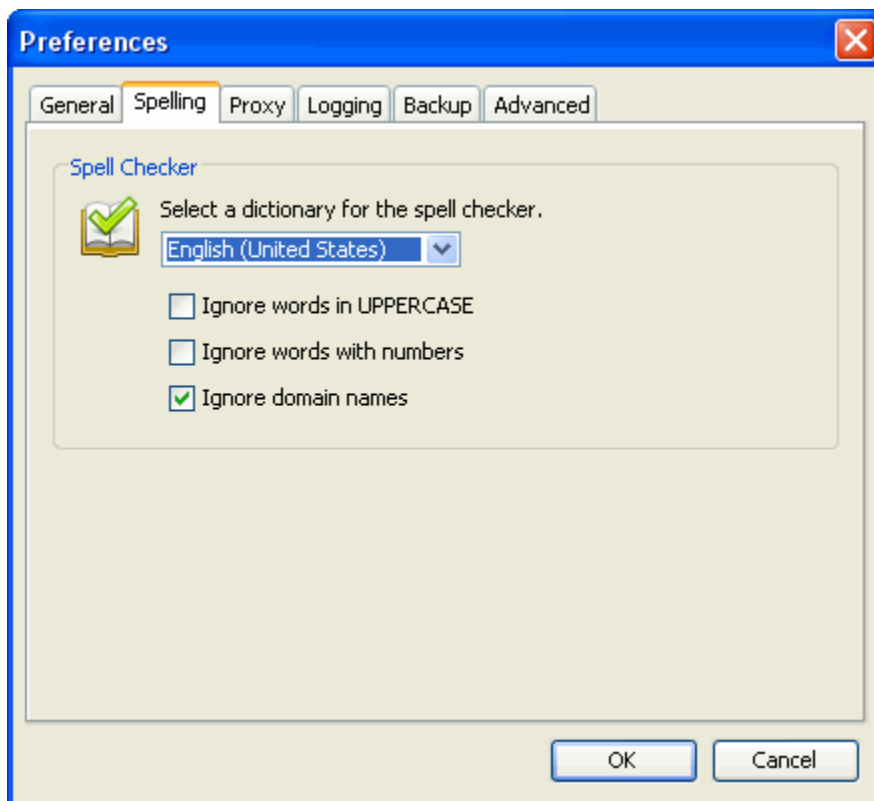 Preferences
General Spelling Proxy Logging Backup Advanced
Spell Checker
Select a dictionary for the spell checker.
English (United States)
Ignore words in UPPERCASE
Ignore words with numbers
Ignore domain names
OK Cancel